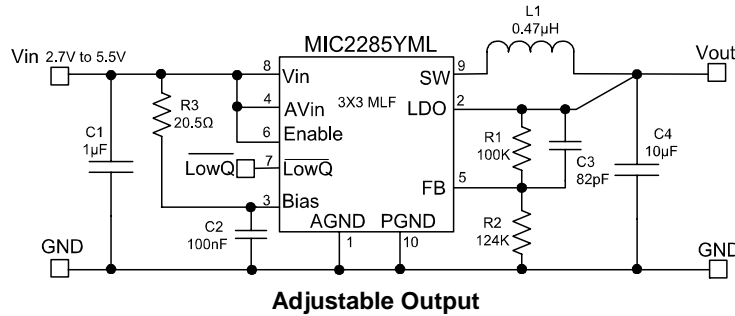 L1
0.47µH
MIC2285YML
Vin 2.7V to 5.5V
Vout
8
Vin
SW
9
R3
20.5Ω
4
AVin
3X3 MLF
LDO
2
C1
1µF
6
Enable
R1
100K
C3
82pF
C4
10µF
LowQ
7
LowQ
FB
5
3
Bias
C2
100nF
AGND
PGND
R2
124K
GND
1
10
GND
Adjustable Output